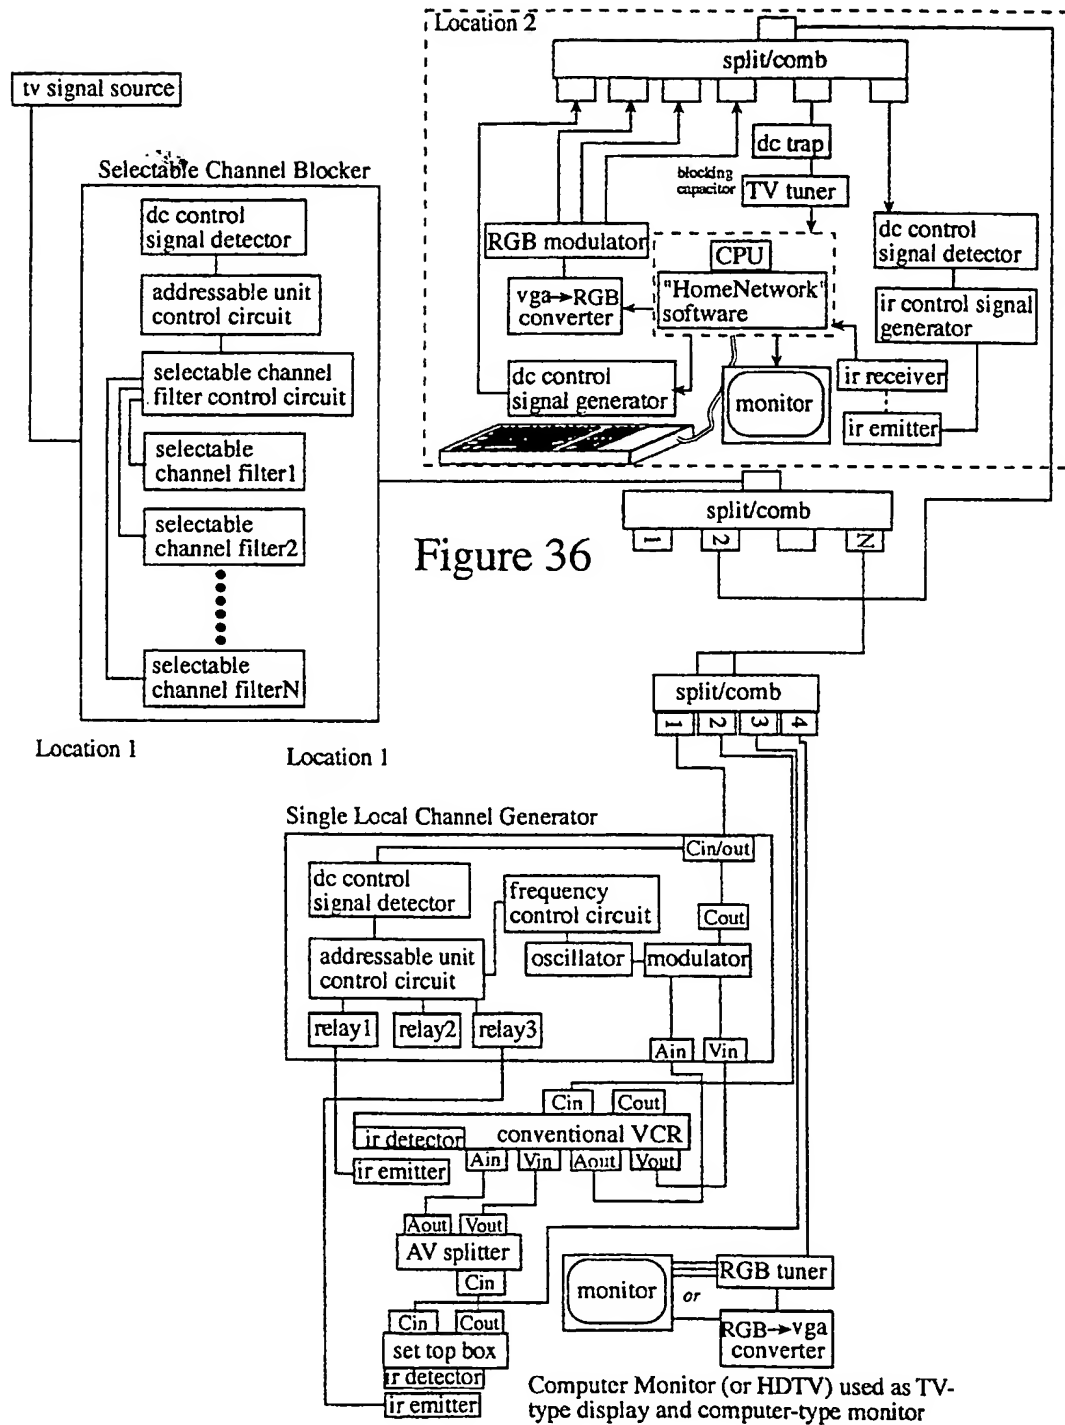 Location 2
split/comb
tv signal source
dc trap
Selectable Channel Blocker
blocking
capacitor
TV tuner
dc control
signal detector
RGB modulator
CPU
dc control
signal detector
addressable unit
control circuit
vga→RGB
converter
"HomeNetwork"
software
ir control signal
generator
selectable channel
filter control circuit
dc control
signal generator
monitor
ir receiver
ir emitter
selectable
channel filter1
split/comb
1
2
N
selectable
channel filter2
Figure 36
selectable
channel filterN
split/comb
1
2
3
4
Location 1
Location 1
Single Local Channel Generator
Cin/out
dc control
signal detector
frequency
control circuit
Cout
addressable unit
control circuit
oscillator
modulator
relay1
relay2
relay3
Ain
Vin
Cin
Cout
conventional VCR
ir detector
Ain
Vin
Aout
Vout
ir emitter
Aout
Vout
AV splitter
Cin
monitor
or
RGB tuner
Cin
Cout
RGB→vga
converter
set top box
ir detector
ir emitter
Computer Monitor (or HDTV) used as TV-
type display and computer-type monitor